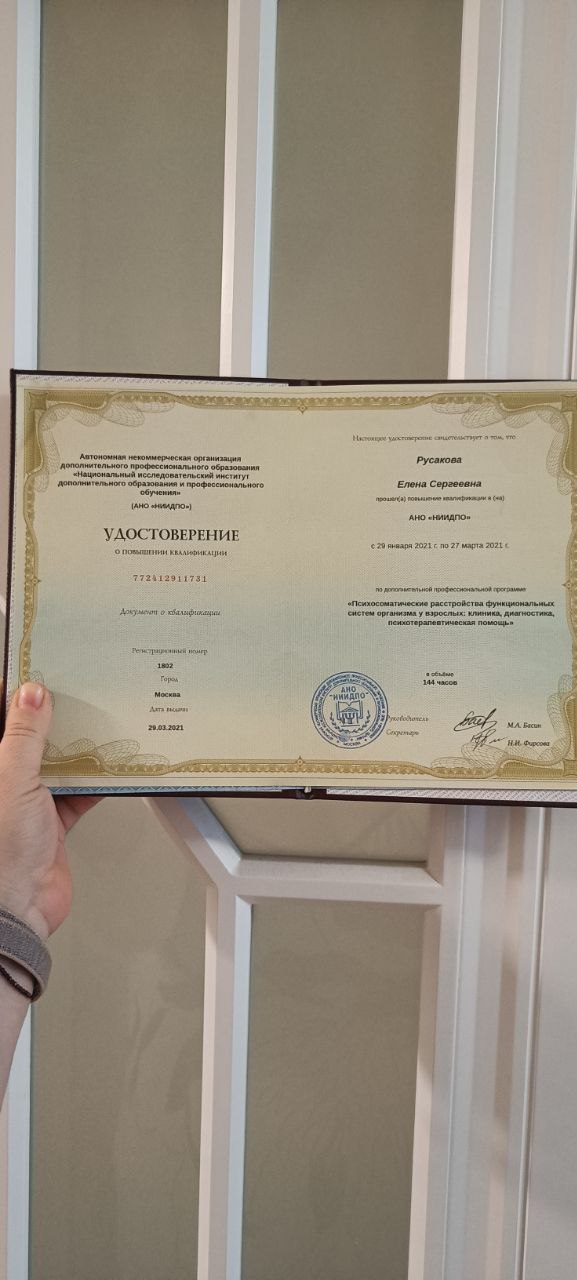 Автономная некоммерческая организация
дополнительного профессионального образования
«Национальный исследовательский институт
дополнительного образования и профессионального
обучения»
(АНО «НИИДПО»)
УДОСТОВЕРЕНИЕ
О ПОВЫШЕНИИ КВАЛИФИКАЦИИ
772412911731
Документ о квалификации
Регистрационный номер
1802
Город
Москва
Дата выдачи
29.03.2021
Настоящее удостоверение свидетельствует о том, что
Русакова
Елена Сергеевна
прошел(а) повышение квалификации в (на)
АНО «НИИДПО»
с 29 января 2021 г. по 27 марта 2021 г.
по дополнительной профессиональной программе
«Психосоматические расстройства функциональных
систем организма у взрослых: клиника, диагностика,
психотерапевтическая помощь»
в объёме
144 часов
АНО
"НИИДПО"
МОСКВА
Руководитель
М.А. Басин
Секретарь
Н.И. Фирсова